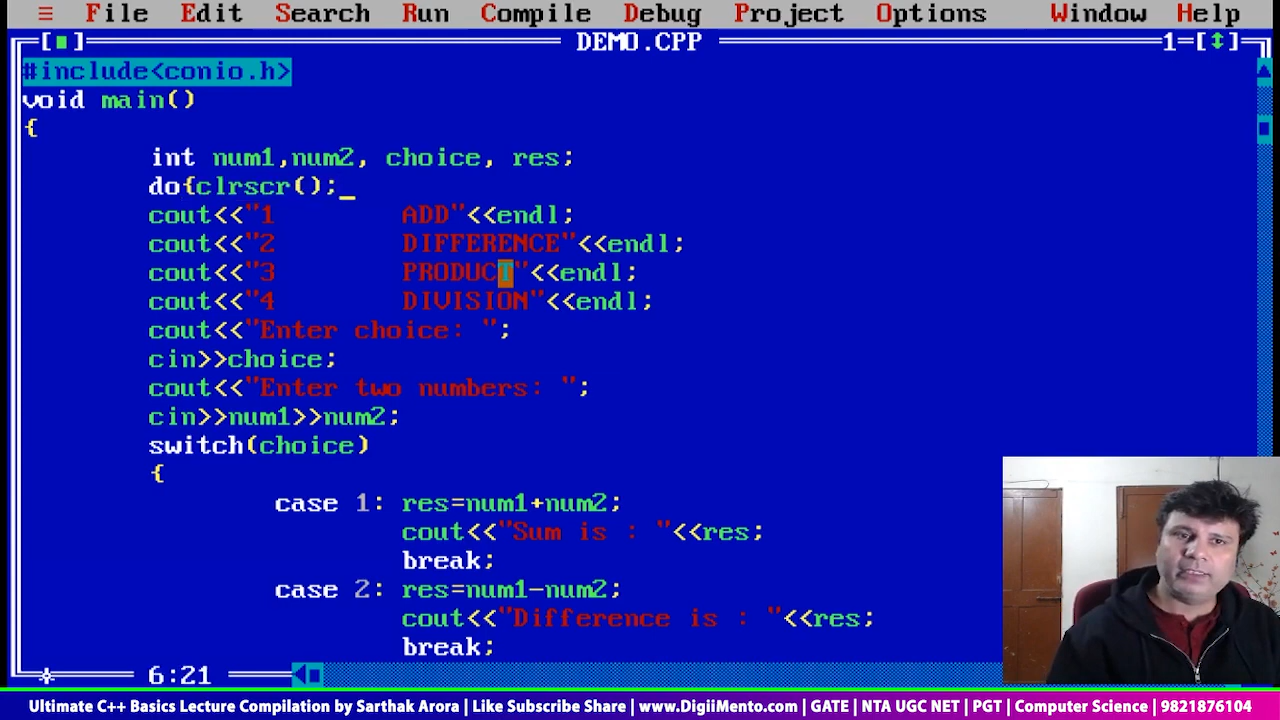 ≡ File Edit Search Run Compile Debug Project Options Window Help
[■] DEMO.CPP 1=[↕]
#include<conio.h>
void main()
{
int num1,num2, choice, res;
do{clrscr();_
cout<<"1 ADD"<<endl;
cout<<"2 DIFFERENCE"<<endl;
cout<<"3 PRODUCT"<<endl;
cout<<"4 DIVISION"<<endl;
cout<<"Enter choice: ";
cin>>choice;
cout<<"Enter two numbers: ";
cin>>num1>>num2;
switch(choice)
{
case 1: res=num1+num2;
cout<<"Sum is : "<<res;
break;
case 2: res=num1-num2;
cout<<"Difference is : "<<res;
break;
6:21
Ultimate C++ Basics Lecture Compilation by Sarthak Arora | Like Subscribe Share | www.DigiiMento.com | GATE | NTA UGC NET | PGT | Computer Science | 9821876104